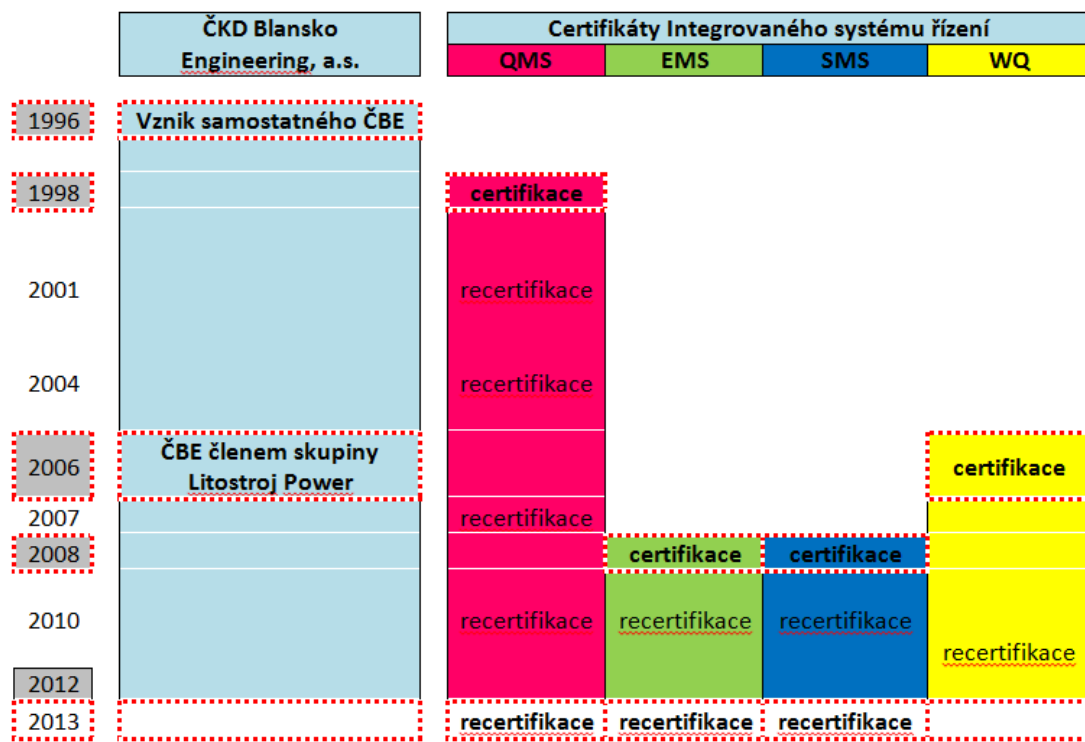 ČKD Blansko
Engineering, a.s.
Certifikáty Integrovaného systému řízení
QMS EMS SMS WQ
1996 Vznik samostatného ČBE
1998 certifikace
2001 recertifikace
2004 recertifikace
2006 ČBE členem skupiny
Litostroj Power certifikace
2007 recertifikace
2008 certifikace certifikace
2010 recertifikace recertifikace recertifikace
recertifikace
2012
2013 recertifikace recertifikace recertifikace